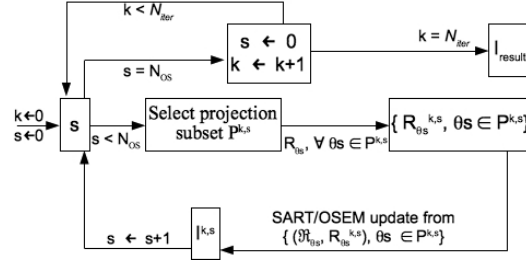 k < N_iter
s ← 0
k ← k+1
k = N_iter
I_result
s = N_OS
k←0
s←0
s
s < N_OS
Select projection
subset P^k,s
R_θs, ∀ θs ∈ P^k,s
{ R_θs^k,s, θs ∈ P^k,s}
SART/OSEM update from
{ (ℜ_θs, R_θs^k,s), θs ∈ P^k,s}
I^k,s
s ← s+1